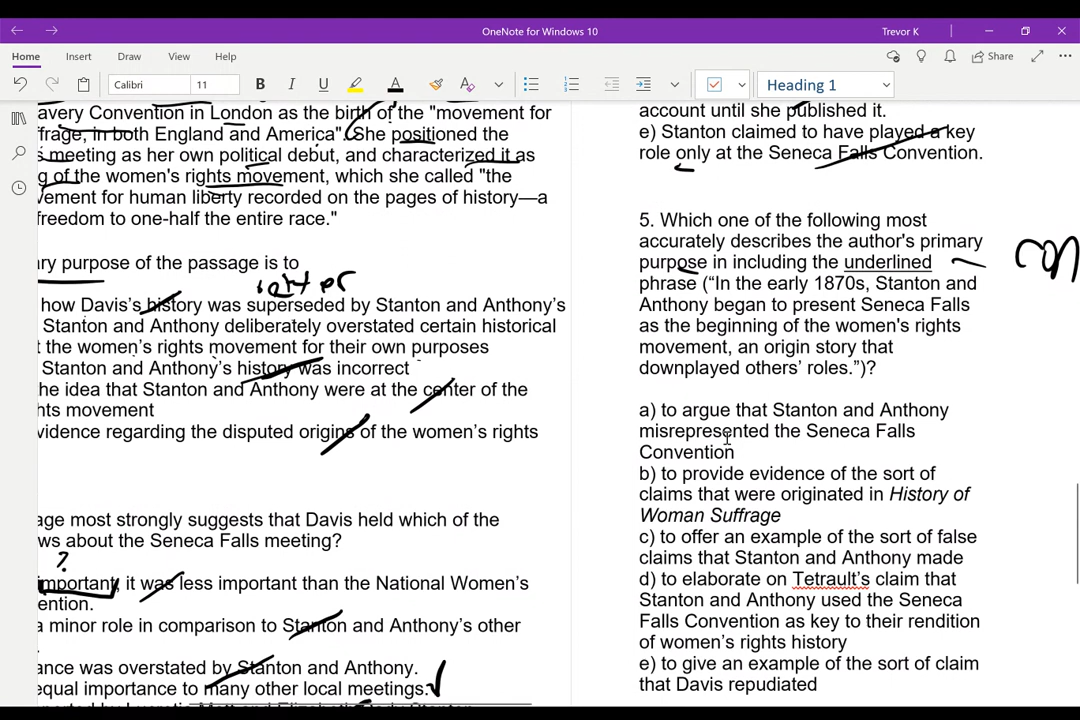 OneNote for Windows 10
Trevor K
Home Insert Draw View Help
Share
Calibri 11 B I U A Heading 1
avery Convention in London as the birth of the "movement for
ffrage, in both England and America". She positioned the
s meeting as her own political debut, and characterized it as
g of the women's rights movement, which she called "the
vement for human liberty recorded on the pages of history—a
freedom to one-half the entire race."
ary purpose of the passage is to
how Davis's history was superseded by Stanton and Anthony's
Stanton and Anthony deliberately overstated certain historical
t the women's rights movement for their own purposes
Stanton and Anthony's history was incorrect
he idea that Stanton and Anthony were at the center of the
hts movement
vidence regarding the disputed origins of the women's rights
age most strongly suggests that Davis held which of the
ws about the Seneca Falls meeting?
?
important, it was less important than the National Women's
ention.
a minor role in comparison to Stanton and Anthony's other
ance was overstated by Stanton and Anthony.
equal importance to many other local meetings.
account until she published it.
e) Stanton claimed to have played a key
role only at the Seneca Falls Convention.
5. Which one of the following most
accurately describes the author's primary
purpose in including the underlined
phrase ("In the early 1870s, Stanton and
Anthony began to present Seneca Falls
as the beginning of the women's rights
movement, an origin story that
downplayed others' roles.")?
a) to argue that Stanton and Anthony
misrepresented the Seneca Falls
Convention
b) to provide evidence of the sort of
claims that were originated in History of
Woman Suffrage
c) to offer an example of the sort of false
claims that Stanton and Anthony made
d) to elaborate on Tetrault's claim that
Stanton and Anthony used the Seneca
Falls Convention as key to their rendition
of women's rights history
e) to give an example of the sort of claim
that Davis repudiated